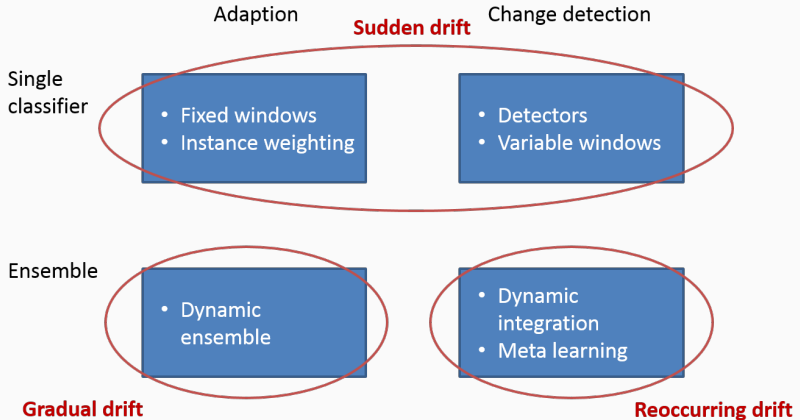 Adaption
Change detection
Sudden drift
Single
classifier
• Fixed windows
• Instance weighting
• Detectors
• Variable windows
Ensemble
• Dynamic
ensemble
• Dynamic
integration
• Meta learning
Gradual drift
Reoccurring drift